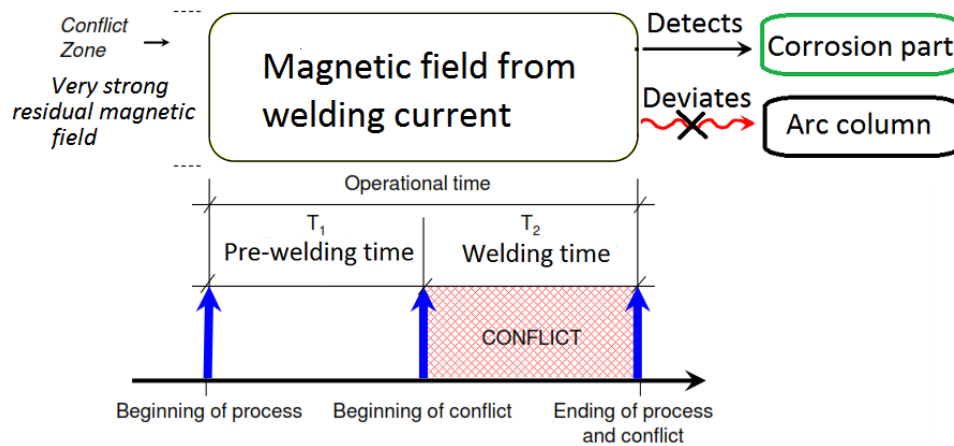 Conflict
Zone
Very strong
residual magnetic
field
Magnetic field from
welding current
Detects
Corrosion part
Deviates
Arc column
Operational time
T₁
T₂
Pre-welding time
Welding time
CONFLICT
Beginning of process
Beginning of conflict
Ending of process
and conflict